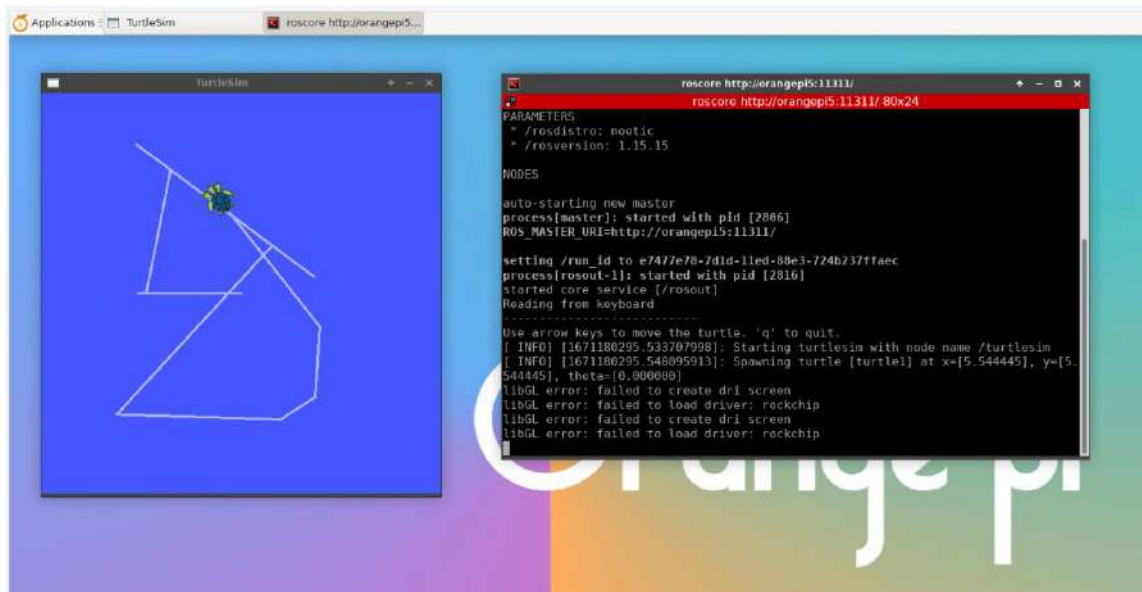 Applications
TurtleSim
roscore http://orangepi5...
TurtleSim
roscore http://orangepi5:11311/
roscore http://orangepi5:11311/ 80x24
PARAMETERS
* /rosdistro: noetic
* /rosversion: 1.15.15
NODES
auto-starting new master
process[master]: started with pid [2806]
ROS_MASTER_URI=http://orangepi5:11311/
setting /run_id to e7477e78-7d1d-11ed-88e3-724b237ffaec
process[rosout-1]: started with pid [2816]
started core service [/rosout]
Reading from keyboard
---------------------------
Use arrow keys to move the turtle. 'q' to quit.
[ INFO] [1671180295.533707998]: Starting turtlesim with node name /turtlesim
[ INFO] [1671180295.548095913]: Spawning turtle [turtle1] at x=[5.544445], y=[5.
544445], theta=[0.000000]
libGL error: failed to create dri screen
libGL error: failed to load driver: rockchip
libGL error: failed to create dri screen
libGL error: failed to load driver: rockchip
Orange pi